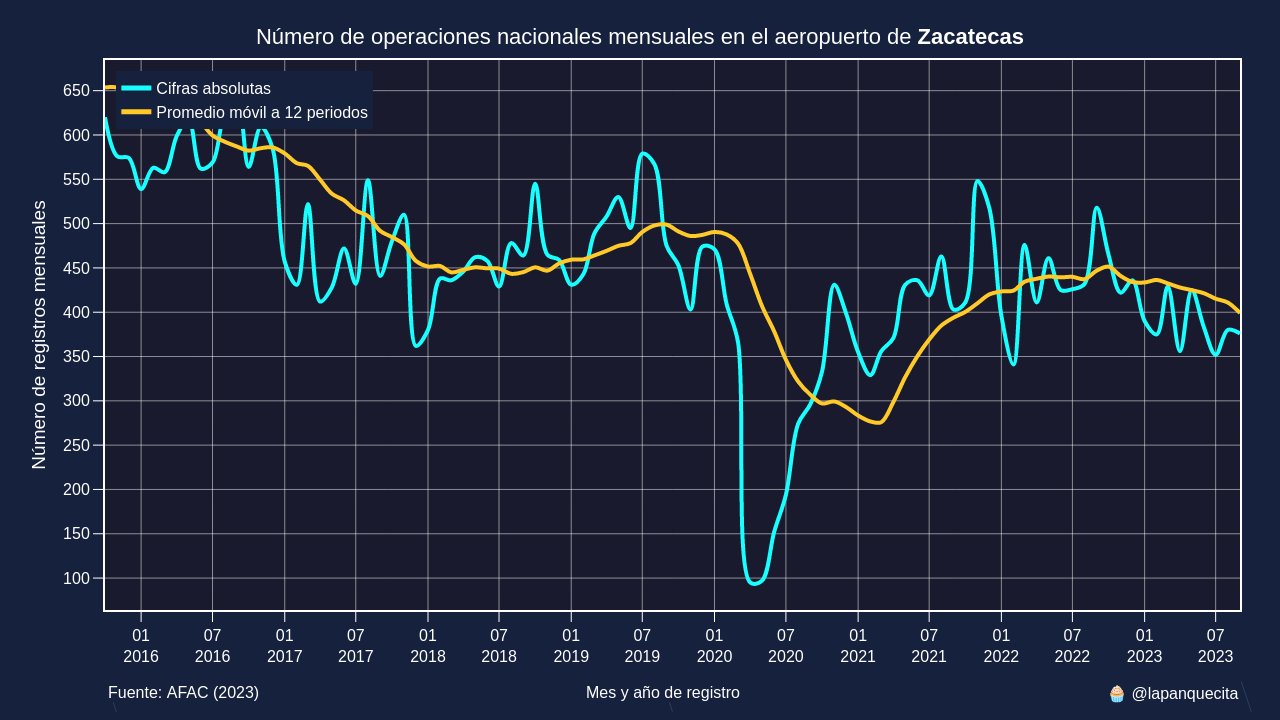 Número de operaciones nacionales mensuales en el aeropuerto de Zacatecas
Cifras absolutas
Promedio móvil a 12 periodos
Número de registros mensuales
650
600
550
500
450
400
350
300
250
200
150
100
01 07 01 07 01 07 01 07 01 07 01 07 01 07 01 07
2016 2016 2017 2017 2018 2018 2019 2019 2020 2020 2021 2021 2022 2022 2023 2023
Fuente: AFAC (2023)
Mes y año de registro
🧁 @lapanquecita